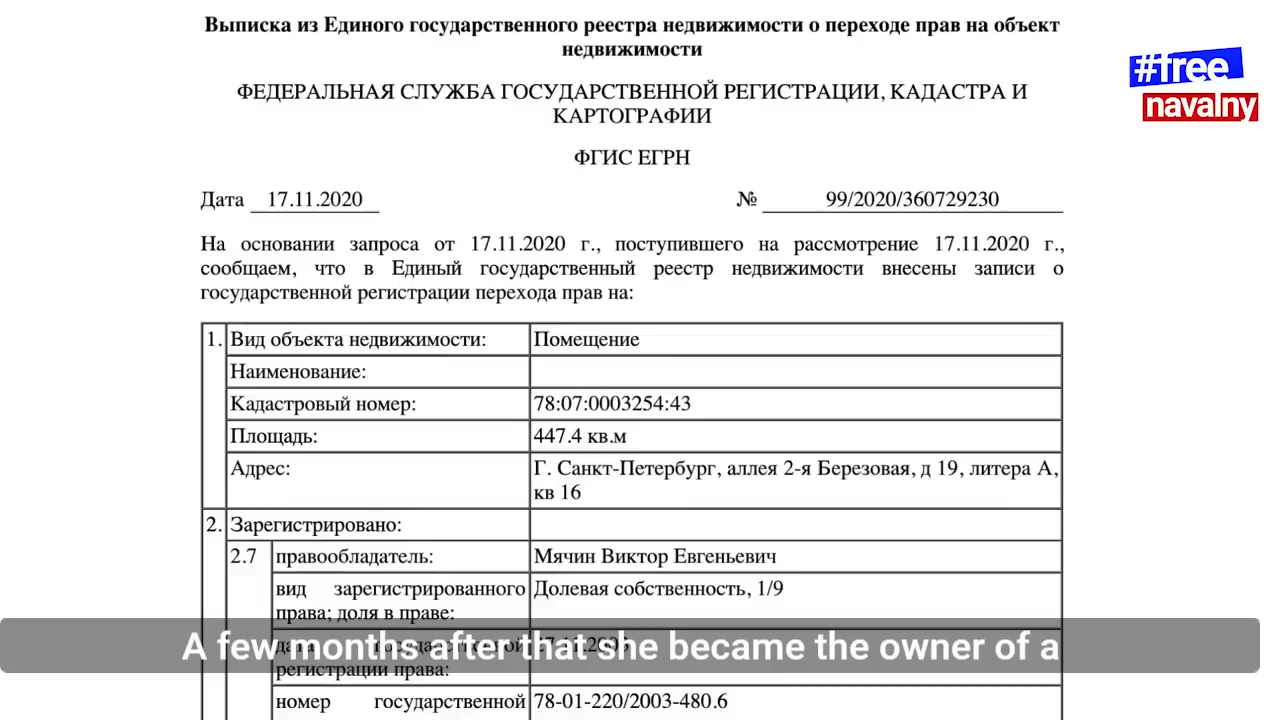 Выписка из Единого государственного реестра недвижимости о переходе прав на объект
недвижимости
#free
navalny
ФЕДЕРАЛЬНАЯ СЛУЖБА ГОСУДАРСТВЕННОЙ РЕГИСТРАЦИИ, КАДАСТРА И
КАРТОГРАФИИ
ФГИС ЕГРН
Дата 17.11.2020 № 99/2020/360729230
На основании запроса от 17.11.2020 г., поступившего на рассмотрение 17.11.2020 г.,
сообщаем, что в Единый государственный реестр недвижимости внесены записи о
государственной регистрации перехода прав на:
1. Вид объекта недвижимости: Помещение
Наименование:
Кадастровый номер: 78:07:0003254:43
Площадь: 447.4 кв.м
Адрес: Г. Санкт-Петербург, аллея 2-я Березовая, д 19, литера А,
кв 16
2. Зарегистрировано:
2.7 правообладатель: Мячин Виктор Евгеньевич
вид зарегистрированного Долевая собственность, 1/9
права; доля в праве:
A few months after that she became the owner of a
регистрации права:
номер государственной 78-01-220/2003-480.6